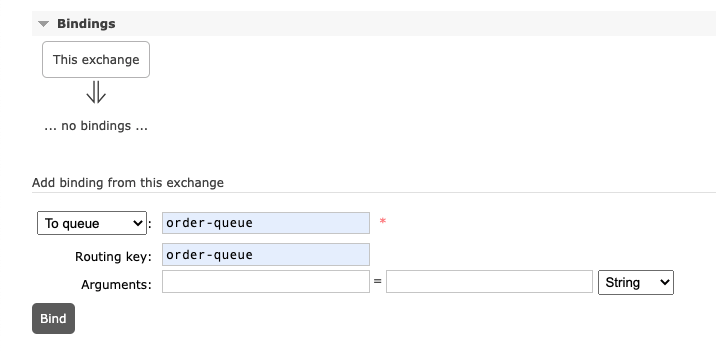 Bindings
This exchange
⇓
... no bindings ...
Add binding from this exchange
To queue : order-queue *
Routing key: order-queue
Arguments: = String
Bind